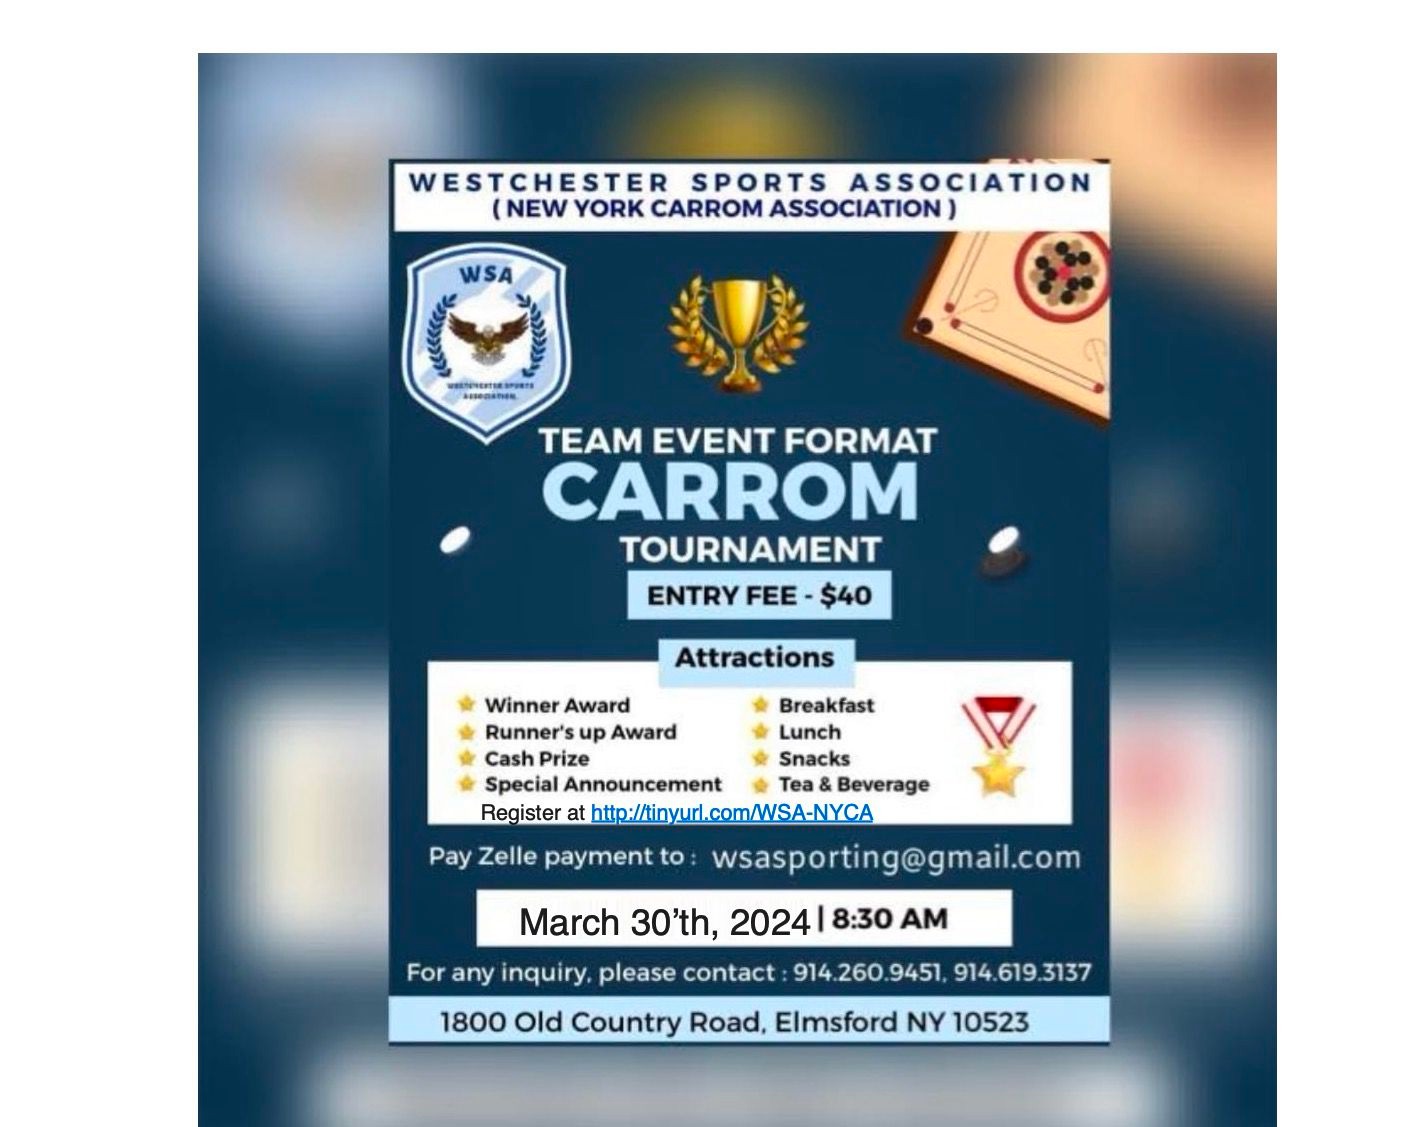 WESTCHESTER SPORTS ASSOCIATION
( NEW YORK CARROM ASSOCIATION )
WSA
WESTCHESTER SPORTS
ASSOCIATION.
TEAM EVENT FORMAT
CARROM
TOURNAMENT
ENTRY FEE - $40
Attractions
Winner Award
Runner's up Award
Cash Prize
Special Announcement
Breakfast
Lunch
Snacks
Tea & Beverage
Register at http://tinyurl.com/WSA-NYCA
Pay Zelle payment to : wsasporting@gmail.com
March 30’th, 2024 | 8:30 AM
For any inquiry, please contact : 914.260.9451, 914.619.3137
1800 Old Country Road, Elmsford NY 10523